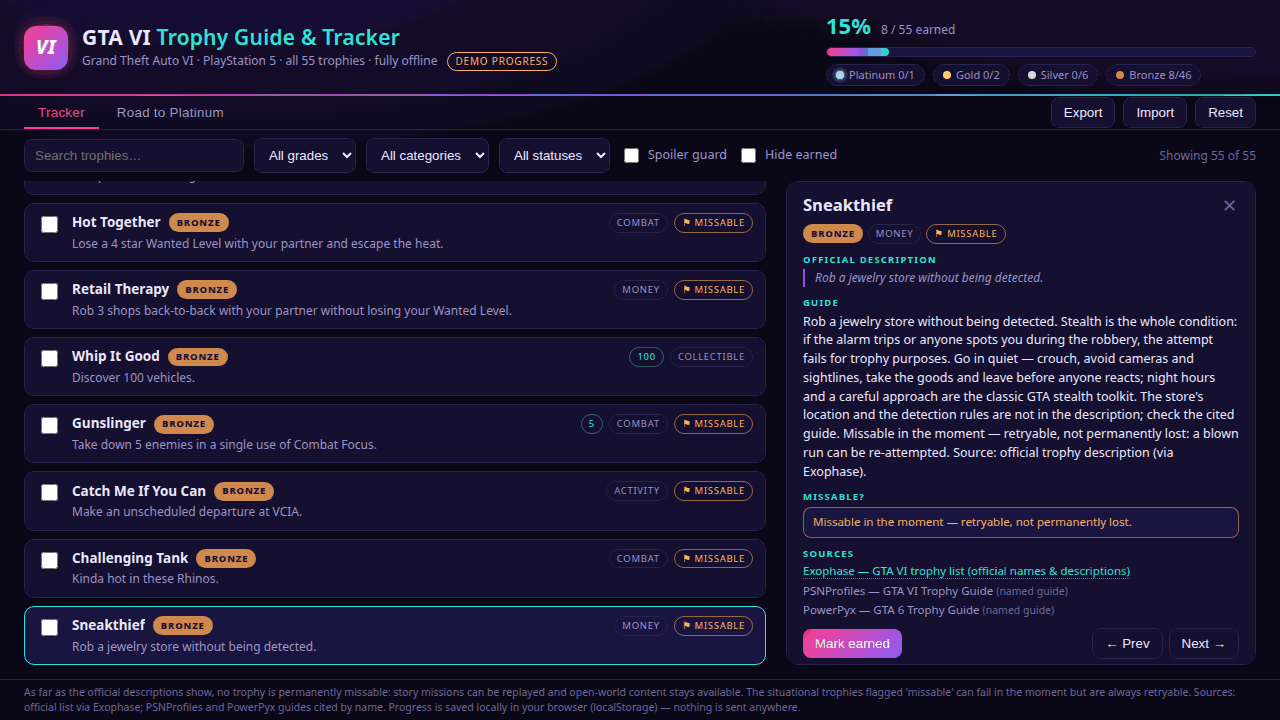 VI
GTA VI Trophy Guide & Tracker
Grand Theft Auto VI · PlayStation 5 · all 55 trophies · fully offline DEMO PROGRESS
15% 8 / 55 earned
Platinum 0/1 Gold 0/2 Silver 0/6 Bronze 8/46
Tracker Road to Platinum Export Import Reset
Search trophies… All grades All categories All statuses Spoiler guard Hide earned Showing 55 of 55
Hot Together BRONZE COMBAT ⚑ MISSABLE
Lose a 4 star Wanted Level with your partner and escape the heat.
Retail Therapy BRONZE MONEY ⚑ MISSABLE
Rob 3 shops back-to-back with your partner without losing your Wanted Level.
Whip It Good BRONZE 100 COLLECTIBLE
Discover 100 vehicles.
Gunslinger BRONZE 5 COMBAT ⚑ MISSABLE
Take down 5 enemies in a single use of Combat Focus.
Catch Me If You Can BRONZE ACTIVITY ⚑ MISSABLE
Make an unscheduled departure at VCIA.
Challenging Tank BRONZE COMBAT ⚑ MISSABLE
Kinda hot in these Rhinos.
Sneakthief BRONZE MONEY ⚑ MISSABLE
Rob a jewelry store without being detected.
Sneakthief ✕
BRONZE MONEY ⚑ MISSABLE
OFFICIAL DESCRIPTION
Rob a jewelry store without being detected.
GUIDE
Rob a jewelry store without being detected. Stealth is the whole condition:
if the alarm trips or anyone spots you during the robbery, the attempt
fails for trophy purposes. Go in quiet — crouch, avoid cameras and
sightlines, take the goods and leave before anyone reacts; night hours
and a careful approach are the classic GTA stealth toolkit. The store's
location and the detection rules are not in the description; check the cited
guide. Missable in the moment — retryable, not permanently lost: a blown
run can be re-attempted. Source: official trophy description (via
Exophase).
MISSABLE?
Missable in the moment — retryable, not permanently lost.
SOURCES
Exophase — GTA VI trophy list (official names & descriptions)
PSNProfiles — GTA VI Trophy Guide (named guide)
PowerPyx — GTA 6 Trophy Guide (named guide)
Mark earned ← Prev Next →
As far as the official descriptions show, no trophy is permanently missable: story missions can be replayed and open-world content stays available. The situational trophies flagged 'missable' can fail in the moment but are always retryable. Sources:
official list via Exophase; PSNProfiles and PowerPyx guides cited by name. Progress is saved locally in your browser (localStorage) — nothing is sent anywhere.